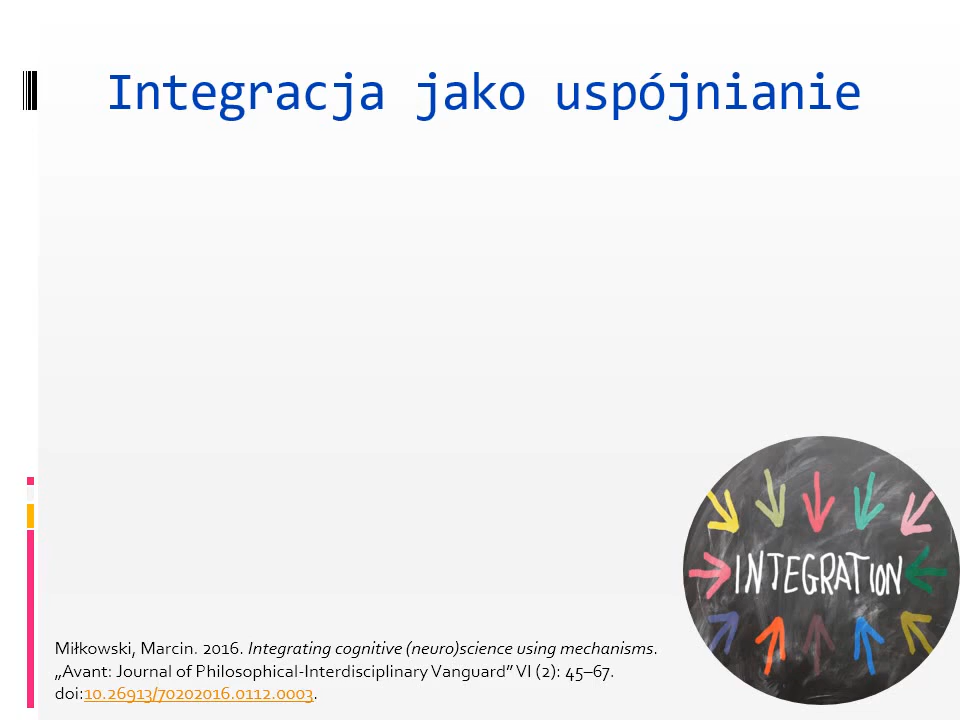 Integracja jako uspójnianie
INTEGRATION
Miłkowski, Marcin. 2016. Integrating cognitive (neuro)science using mechanisms.
„Avant: Journal of Philosophical-Interdisciplinary Vanguard” VI (2): 45–67.
doi:10.26913/70202016.0112.0003.